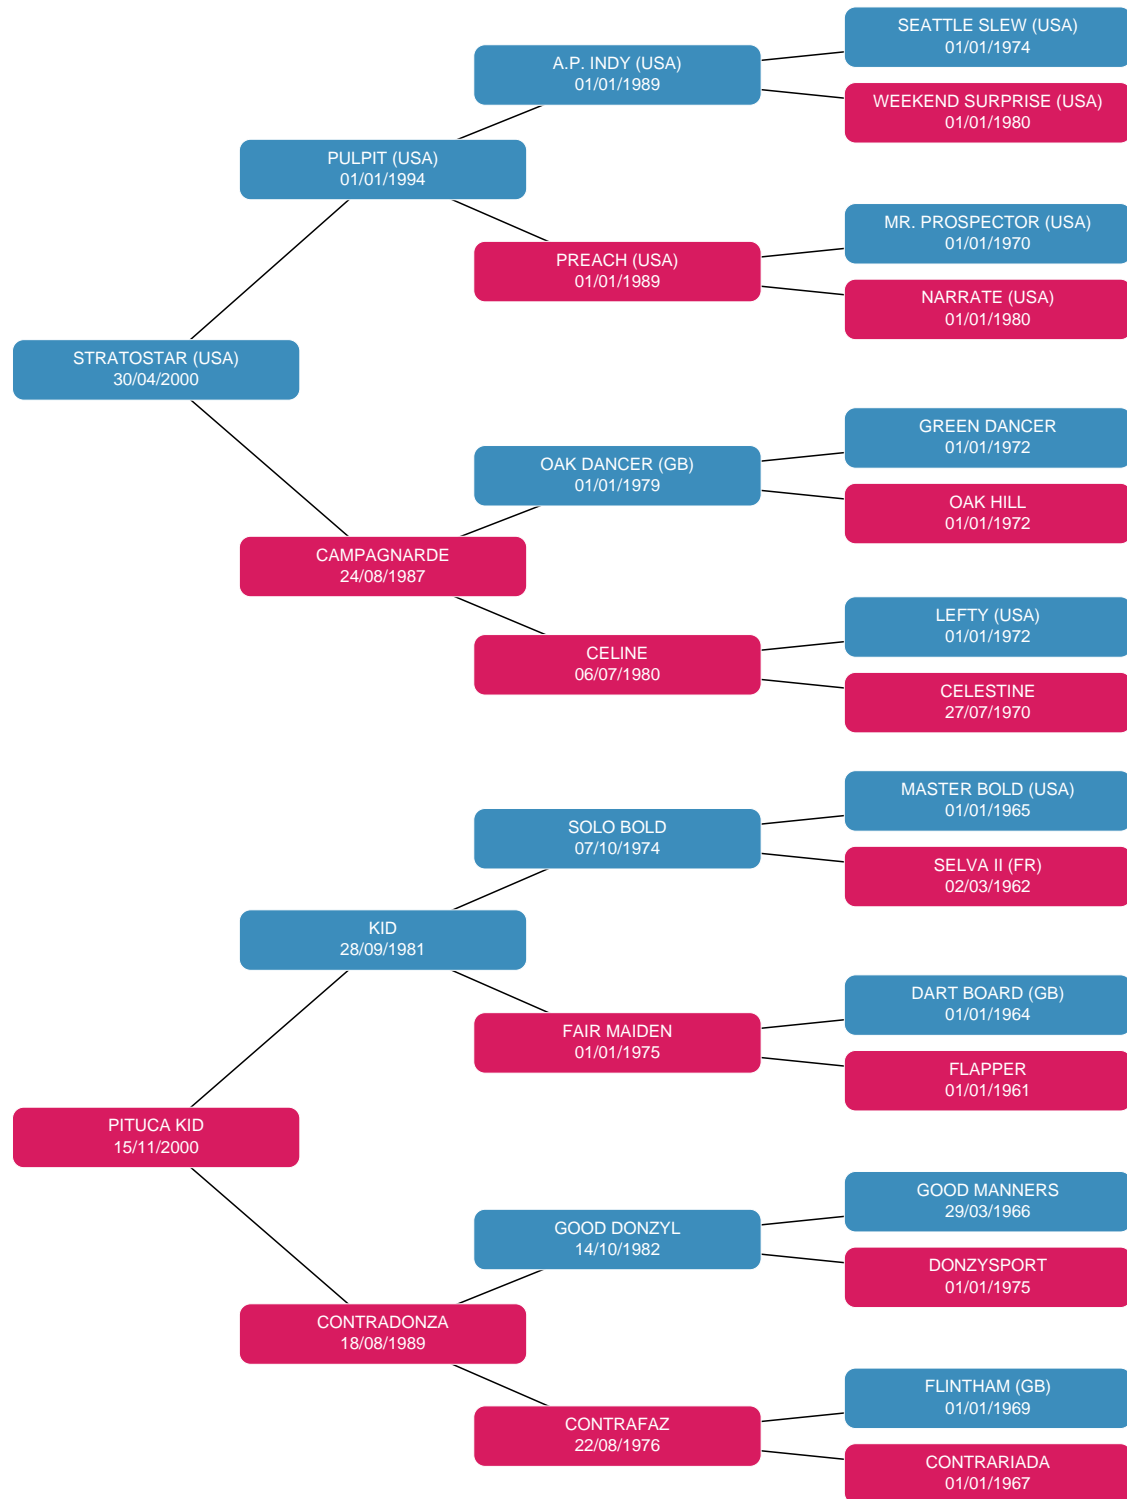 SEATTLE SLEW (USA)
01/01/1974
A.P. INDY (USA)
01/01/1989
WEEKEND SURPRISE (USA)
01/01/1980
PULPIT (USA)
01/01/1994
MR. PROSPECTOR (USA)
01/01/1970
PREACH (USA)
01/01/1989
NARRATE (USA)
01/01/1980
STRATOSTAR (USA)
30/04/2000
GREEN DANCER
01/01/1972
OAK DANCER (GB)
01/01/1979
OAK HILL
01/01/1972
CAMPAGNARDE
24/08/1987
LEFTY (USA)
01/01/1972
CELINE
06/07/1980
CELESTINE
27/07/1970
MASTER BOLD (USA)
01/01/1965
SOLO BOLD
07/10/1974
SELVA II (FR)
02/03/1962
KID
28/09/1981
DART BOARD (GB)
01/01/1964
FAIR MAIDEN
01/01/1975
FLAPPER
01/01/1961
PITUCA KID
15/11/2000
GOOD MANNERS
29/03/1966
GOOD DONZYL
14/10/1982
DONZYSPORT
01/01/1975
CONTRADONZA
18/08/1989
FLINTHAM (GB)
01/01/1969
CONTRAFAZ
22/08/1976
CONTRARIADA
01/01/1967